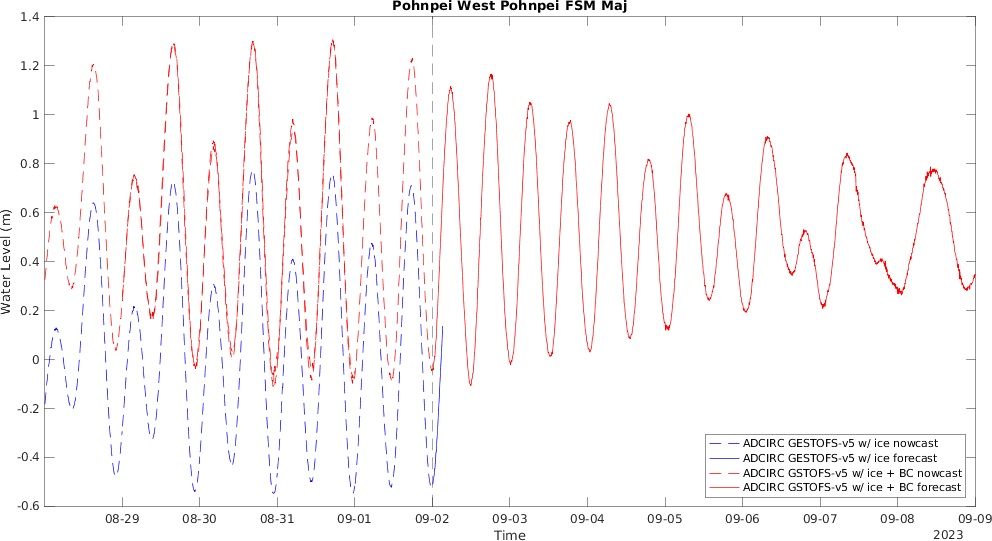 Pohnpei West Pohnpei FSM Maj
1.4
1.2
1
0.8
0.6
0.4
0.2
0
-0.2
-0.4
-0.6
Water Level (m)
ADCIRC GESTOFS-v5 w/ ice nowcast
ADCIRC GESTOFS-v5 w/ ice forecast
ADCIRC GSTOFS-v5 w/ ice + BC nowcast
ADCIRC GSTOFS-v5 w/ ice + BC forecast
08-29 08-30 08-31 09-01 09-02 09-03 09-04 09-05 09-06 09-07 09-08 09-09
Time
2023